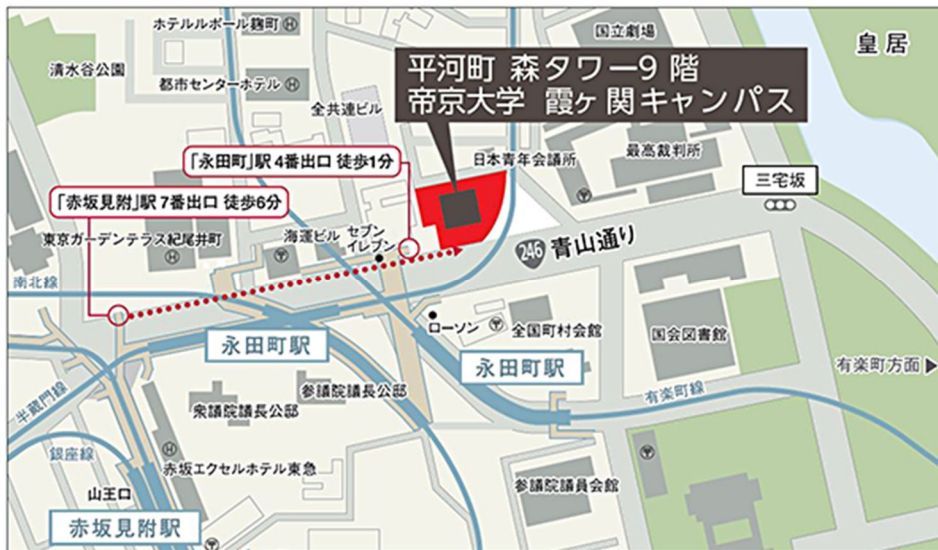 ホテルルポール麹町
H
国立劇場
皇居
清水谷公園
都市センターホテル
H
全共連ビル
平河町 森タワー9 階
帝京大学 霞ヶ関キャンパス
「永田町」駅 4番出口 徒歩1分
日本青年会議所
最高裁判所
三宅坂
「赤坂見附」駅 7番出口 徒歩6分
東京ガーデンテラス紀尾井町
H
海運ビル
セブン
イレブン
246
青山通り
南北線
ローソン
全国町村会館
国会図書館
永田町駅
永田町駅
有楽町方面
半蔵門線
衆議院議長公邸
参議院議長公邸
有楽町線
銀座線
H
赤坂エクセルホテル東急
山王口
参議院議員会館
赤坂見附駅